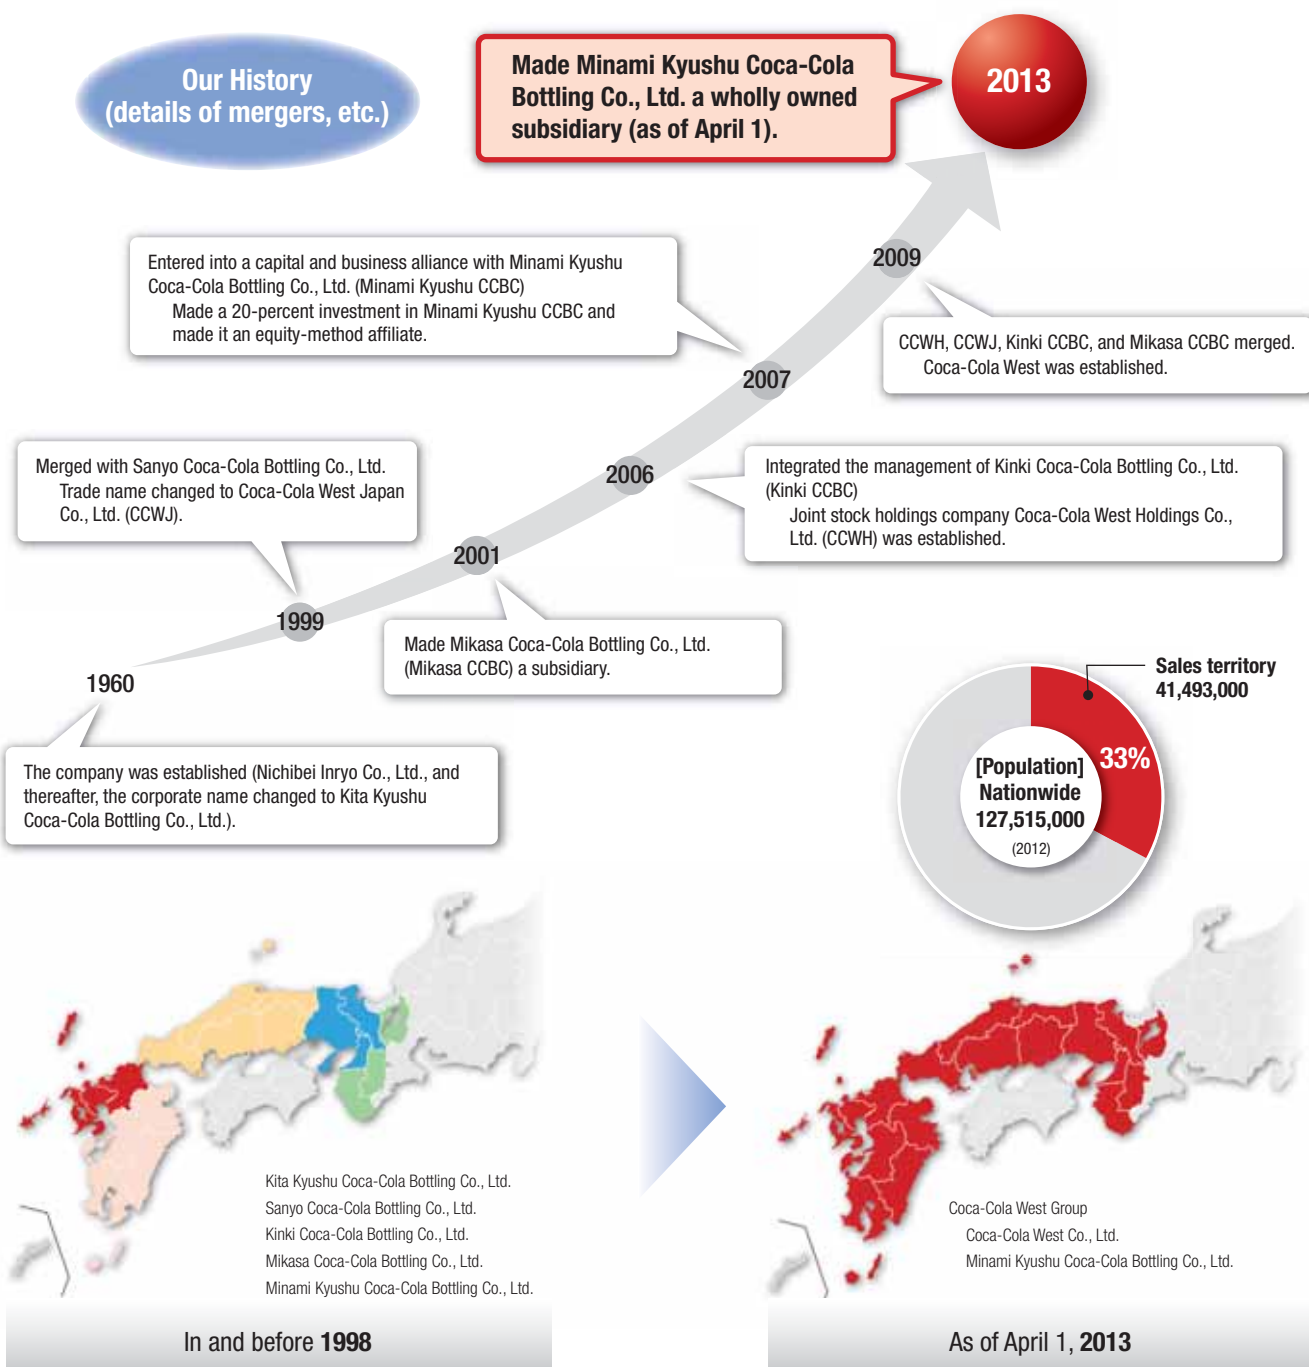 Our History
(details of mergers, etc.)
Made Minami Kyushu Coca-Cola
Bottling Co., Ltd. a wholly owned
subsidiary (as of April 1).
2013
Entered into a capital and business alliance with Minami Kyushu
Coca-Cola Bottling Co., Ltd. (Minami Kyushu CCBC)
Made a 20-percent investment in Minami Kyushu CCBC and
made it an equity-method affiliate.
2009
CCWH, CCWJ, Kinki CCBC, and Mikasa CCBC merged.
Coca-Cola West was established.
2007
Merged with Sanyo Coca-Cola Bottling Co., Ltd.
Trade name changed to Coca-Cola West Japan
Co., Ltd. (CCWJ).
2006
Integrated the management of Kinki Coca-Cola Bottling Co., Ltd.
(Kinki CCBC)
Joint stock holdings company Coca-Cola West Holdings Co.,
Ltd. (CCWH) was established.
2001
1999
Made Mikasa Coca-Cola Bottling Co., Ltd.
(Mikasa CCBC) a subsidiary.
1960
The company was established (Nichibei Inryo Co., Ltd., and
thereafter, the corporate name changed to Kita Kyushu
Coca-Cola Bottling Co., Ltd.).
Sales territory
41,493,000
33%
[Population]
Nationwide
127,515,000
(2012)
Kita Kyushu Coca-Cola Bottling Co., Ltd.
Sanyo Coca-Cola Bottling Co., Ltd.
Kinki Coca-Cola Bottling Co., Ltd.
Mikasa Coca-Cola Bottling Co., Ltd.
Minami Kyushu Coca-Cola Bottling Co., Ltd.
In and before 1998
Coca-Cola West Group
Coca-Cola West Co., Ltd.
Minami Kyushu Coca-Cola Bottling Co., Ltd.
As of April 1, 2013